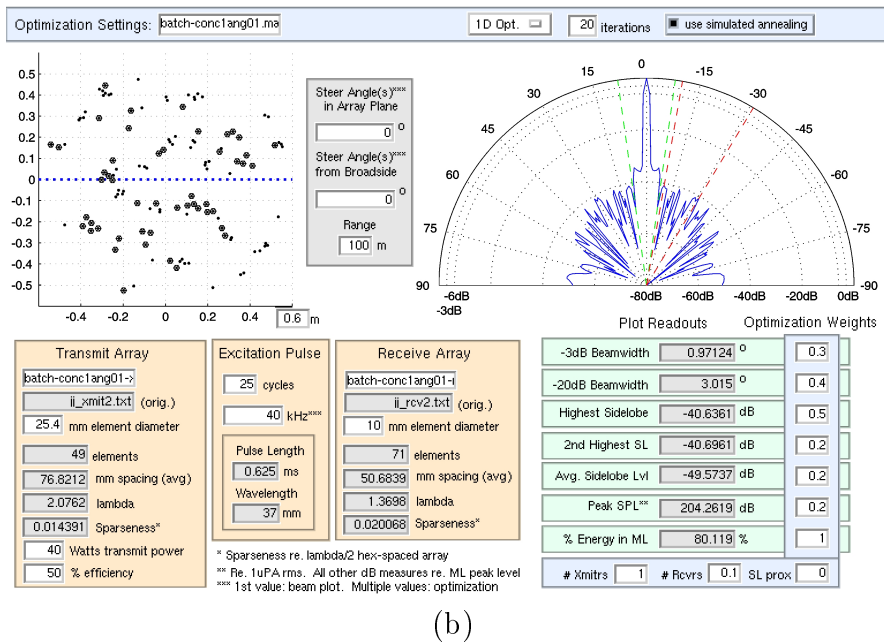 Optimization Settings: batch-conc1ang01.ma 1D Opt. 20 iterations use simulated annealing
0.5
0.4
0.3
0.2
0.1
0
-0.1
-0.2
-0.3
-0.4
-0.5
-0.4 -0.2 0 0.2 0.4 0.6 m
Steer Angle(s)***
in Array Plane
0 o
Steer Angle(s)***
from Broadside
0 o
Range
100 m
90 75 60 45 30 15 0 -15 -30 -45 -60 -75 -90
-6dB -80dB -60dB -40dB -20dB 0dB
-3dB
Transmit Array
batch-conc1ang01-x
ii_xmit2.txt (orig.)
25.4 mm element diameter
49 elements
76.8212 mm spacing (avg)
2.0762 lambda
0.014391 Sparseness*
40 Watts transmit power
50 % efficiency
Excitation Pulse
25 cycles
40 kHz***
Pulse Length
0.625 ms
Wavelength
37 mm
Receive Array
batch-conc1ang01-r
ii_rcv2.txt (orig.)
10 mm element diameter
71 elements
50.6839 mm spacing (avg)
1.3698 lambda
0.020068 Sparseness*
* Sparseness re. lambda/2 hex-spaced array
** Re. 1uPA rms. All other dB measures re. ML peak level
*** 1st value: beam plot. Multiple values: optimization
Plot Readouts Optimization Weights
-3dB Beamwidth 0.97124 o 0.3
-20dB Beamwidth 3.015 o 0.4
Highest Sidelobe -40.6361 dB 0.5
2nd Highest SL -40.6961 dB 0.2
Avg. Sidelobe Lvl -49.5737 dB 0.2
Peak SPL** 204.2619 dB 0.2
% Energy in ML 80.119 % 1
# Xmitrs 1 # Rcvrs 0.1 SL prox 0
(b)